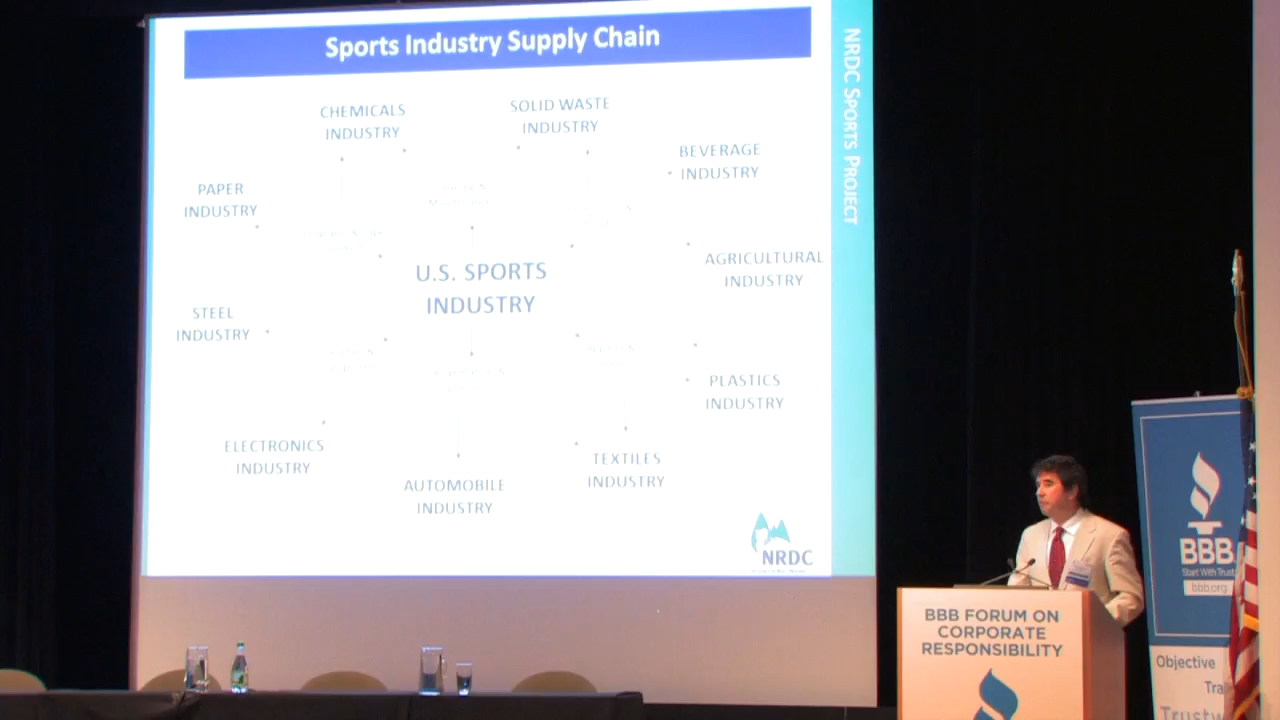 Sports Industry Supply Chain
NRDC SPORTS PROJECT
CHEMICALS
INDUSTRY
SOLID WASTE
INDUSTRY
BEVERAGE
INDUSTRY
PAPER
INDUSTRY
U.S. SPORTS
INDUSTRY
AGRICULTURAL
INDUSTRY
STEEL
INDUSTRY
PLASTICS
INDUSTRY
ELECTRONICS
INDUSTRY
AUTOMOBILE
INDUSTRY
TEXTILES
INDUSTRY
NRDC
BBB FORUM ON
CORPORATE
RESPONSIBILITY
BBB
Start With Trust
bbb.org
Objective
Tra
Trustw